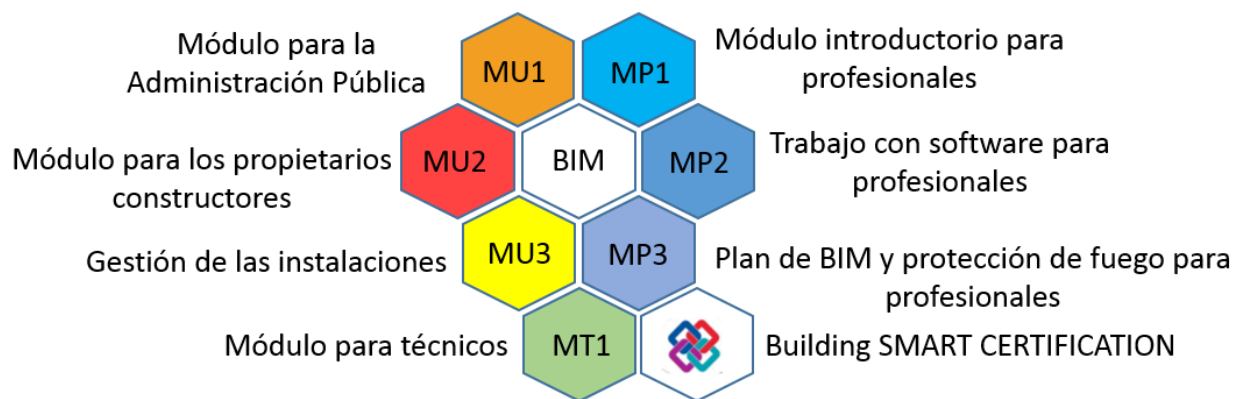 Módulo para la
Administración Pública
MU1
MP1
Módulo introductorio para
profesionales
Módulo para los propietarios
constructores
MU2
BIM
MP2
Trabajo con software para
profesionales
Gestión de las instalaciones
MU3
MP3
Plan de BIM y protección de fuego para
profesionales
Módulo para técnicos
MT1
Building SMART CERTIFICATION